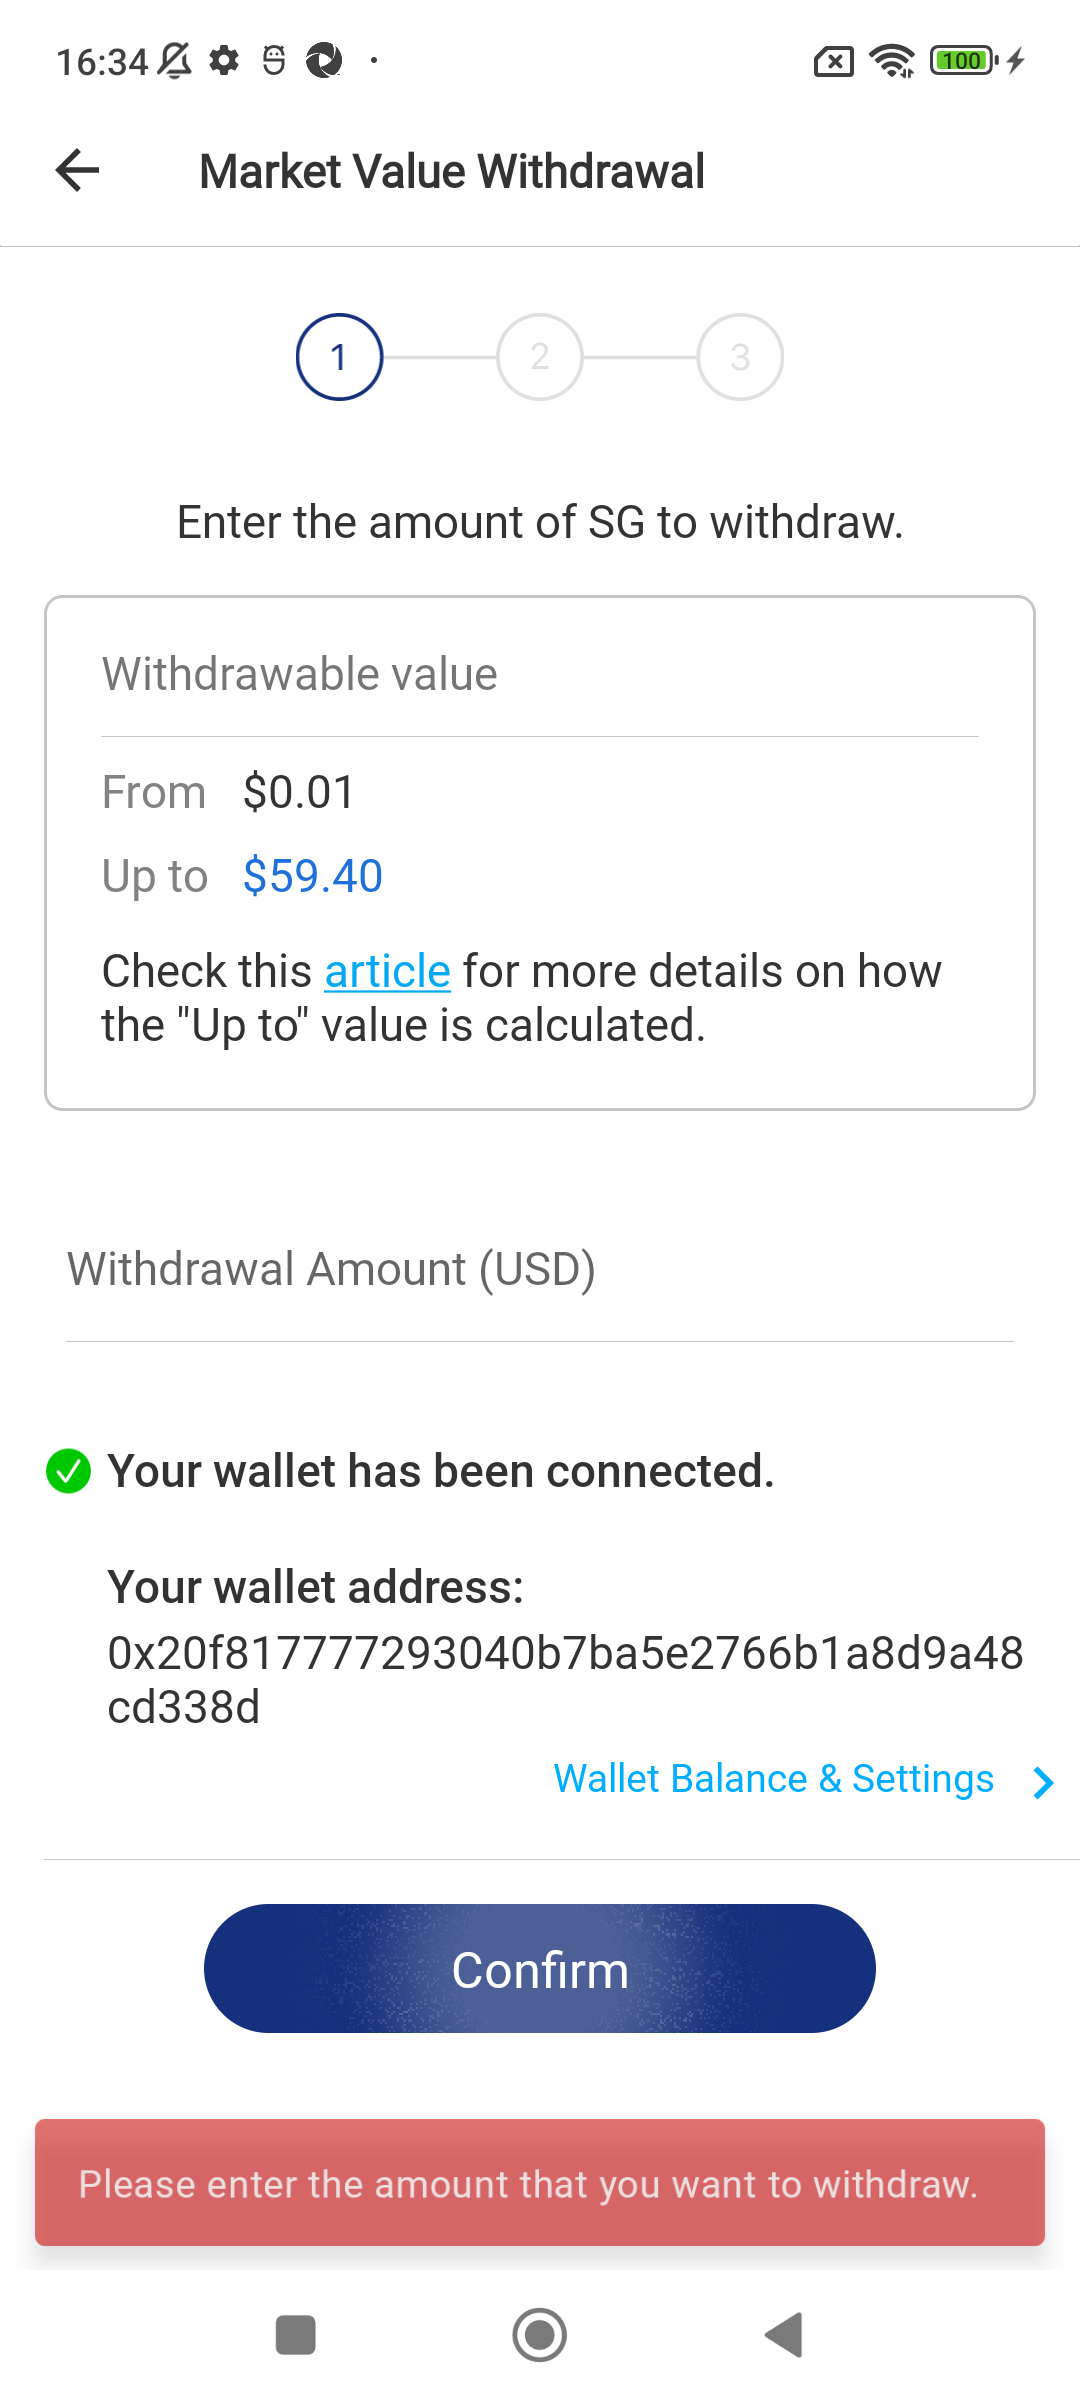 16:34
100
Market Value Withdrawal
1
2
3
Enter the amount of SG to withdraw.
Withdrawable value
From $0.01
Up to $59.40
Check this article for more details on how
the "Up to" value is calculated.
Withdrawal Amount (USD)
Your wallet has been connected.
Your wallet address:
0x20f817777293040b7ba5e2766b1a8d9a48
cd338d
Wallet Balance & Settings
Confirm
Please enter the amount that you want to withdraw.